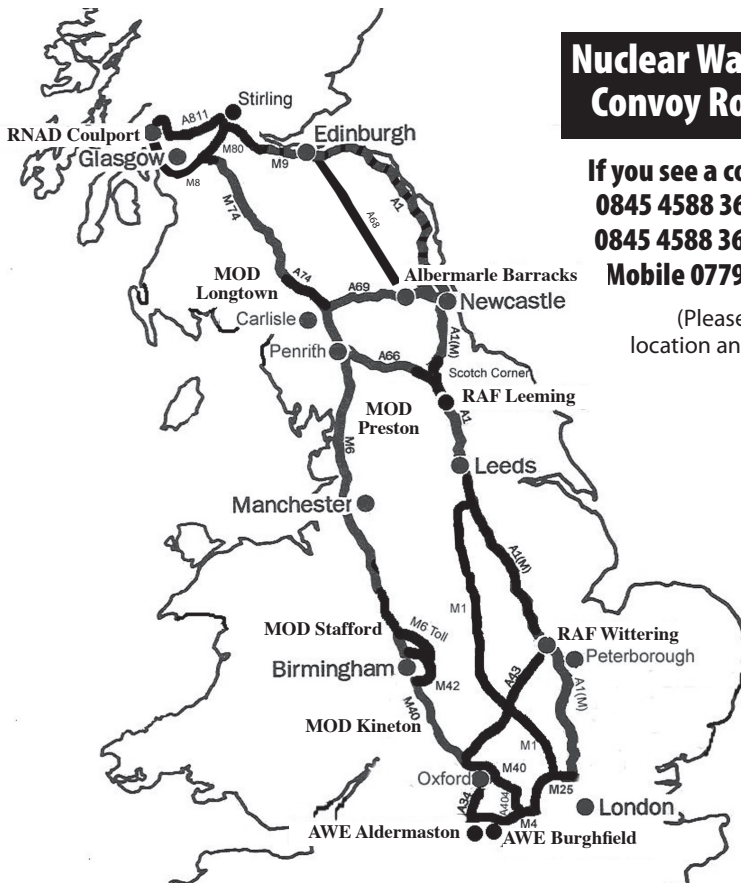 Nuclear Wa
Convoy Ro
If you see a co
0845 4588 36
0845 4588 36
Mobile 0779
(Please
location an
Stirling
A811
RNAD Coulport
Edinburgh
M80
Glasgow
M9
M8
M74
A68
A1
MOD
Longtown
A74
A69
Albermarle Barracks
Newcastle
Carlisle
A1(M)
Penrith
A66
Scotch Corner
RAF Leeming
MOD
Preston
A1
M6
Leeds
Manchester
A1(M)
M1
MOD Stafford
M6 Toll
RAF Wittering
Birmingham
Peterborough
M42
A43
A1(M)
M40
MOD Kineton
M1
Oxford
M40
M25
A34
A404
M4
London
AWE Aldermaston
AWE Burghfield